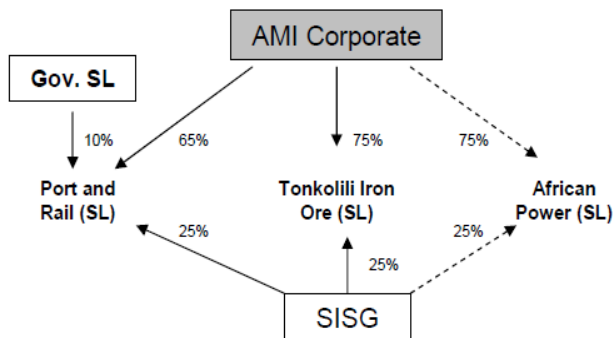 AMI Corporate
Gov. SL
10%
65%
75%
75%
Port and
Rail (SL)
Tonkolili Iron
Ore (SL)
African
Power (SL)
25%
25%
25%
SISG